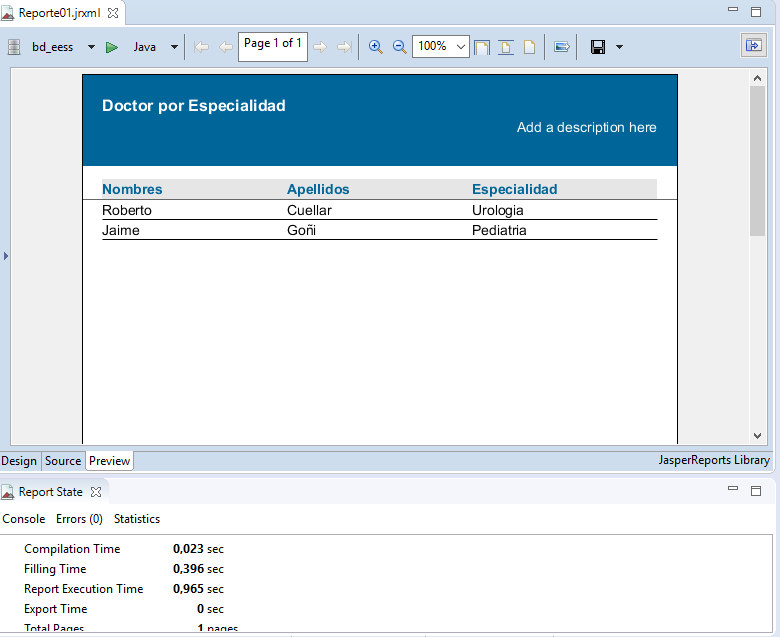 Reporte01.jrxml
bd_eess Java Page 1 of 1 100%
Doctor por Especialidad
Add a description here
Nombres Apellidos Especialidad
Roberto Cuellar Urologia
Jaime Goñi Pediatria
Design Source Preview JasperReports Library
Report State
Console Errors (0) Statistics
Compilation Time 0,023 sec
Filling Time 0,396 sec
Report Execution Time 0,965 sec
Export Time 0 sec
Total Pages 1 pages